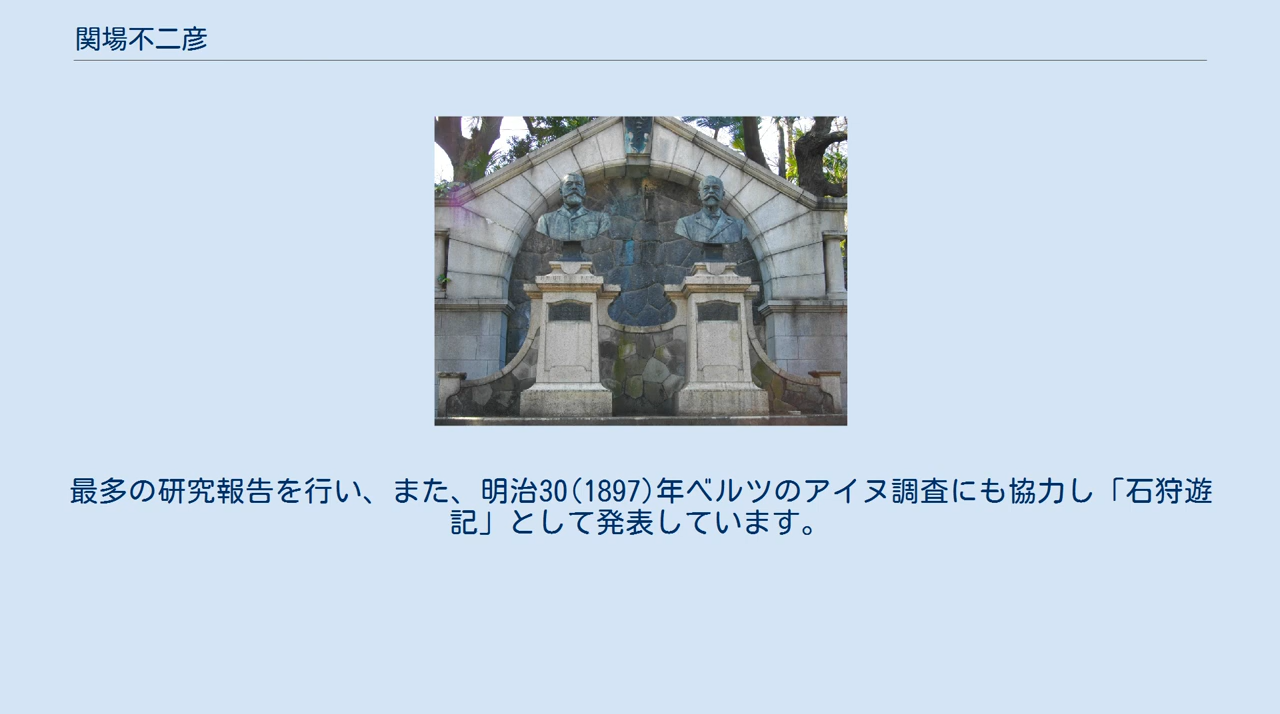 関場不二彦
最多の研究報告を行い、また、明治30(1897)年ベルツのアイヌ調査にも協力し「石狩遊
記」として発表しています。